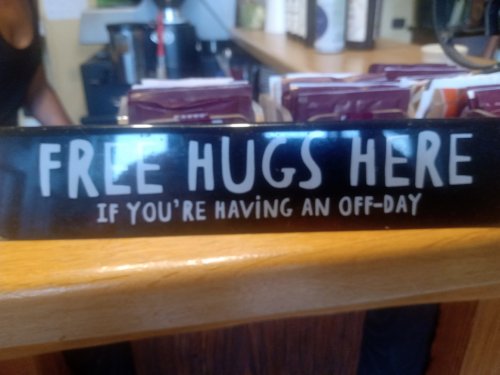 FREE HUGS HERE
IF YOU'RE HAViNG AN OFF-DAY